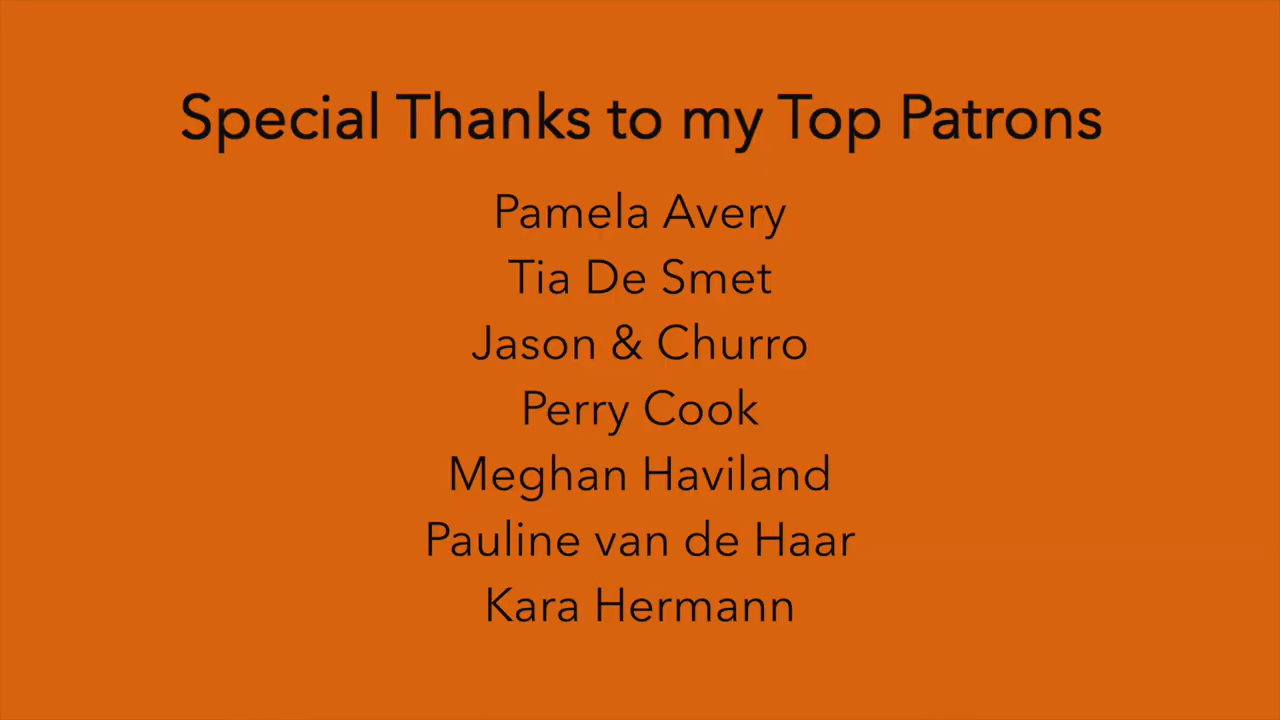 Special Thanks to my Top Patrons
Pamela Avery
Tia De Smet
Jason & Churro
Perry Cook
Meghan Haviland
Pauline van de Haar
Kara Hermann